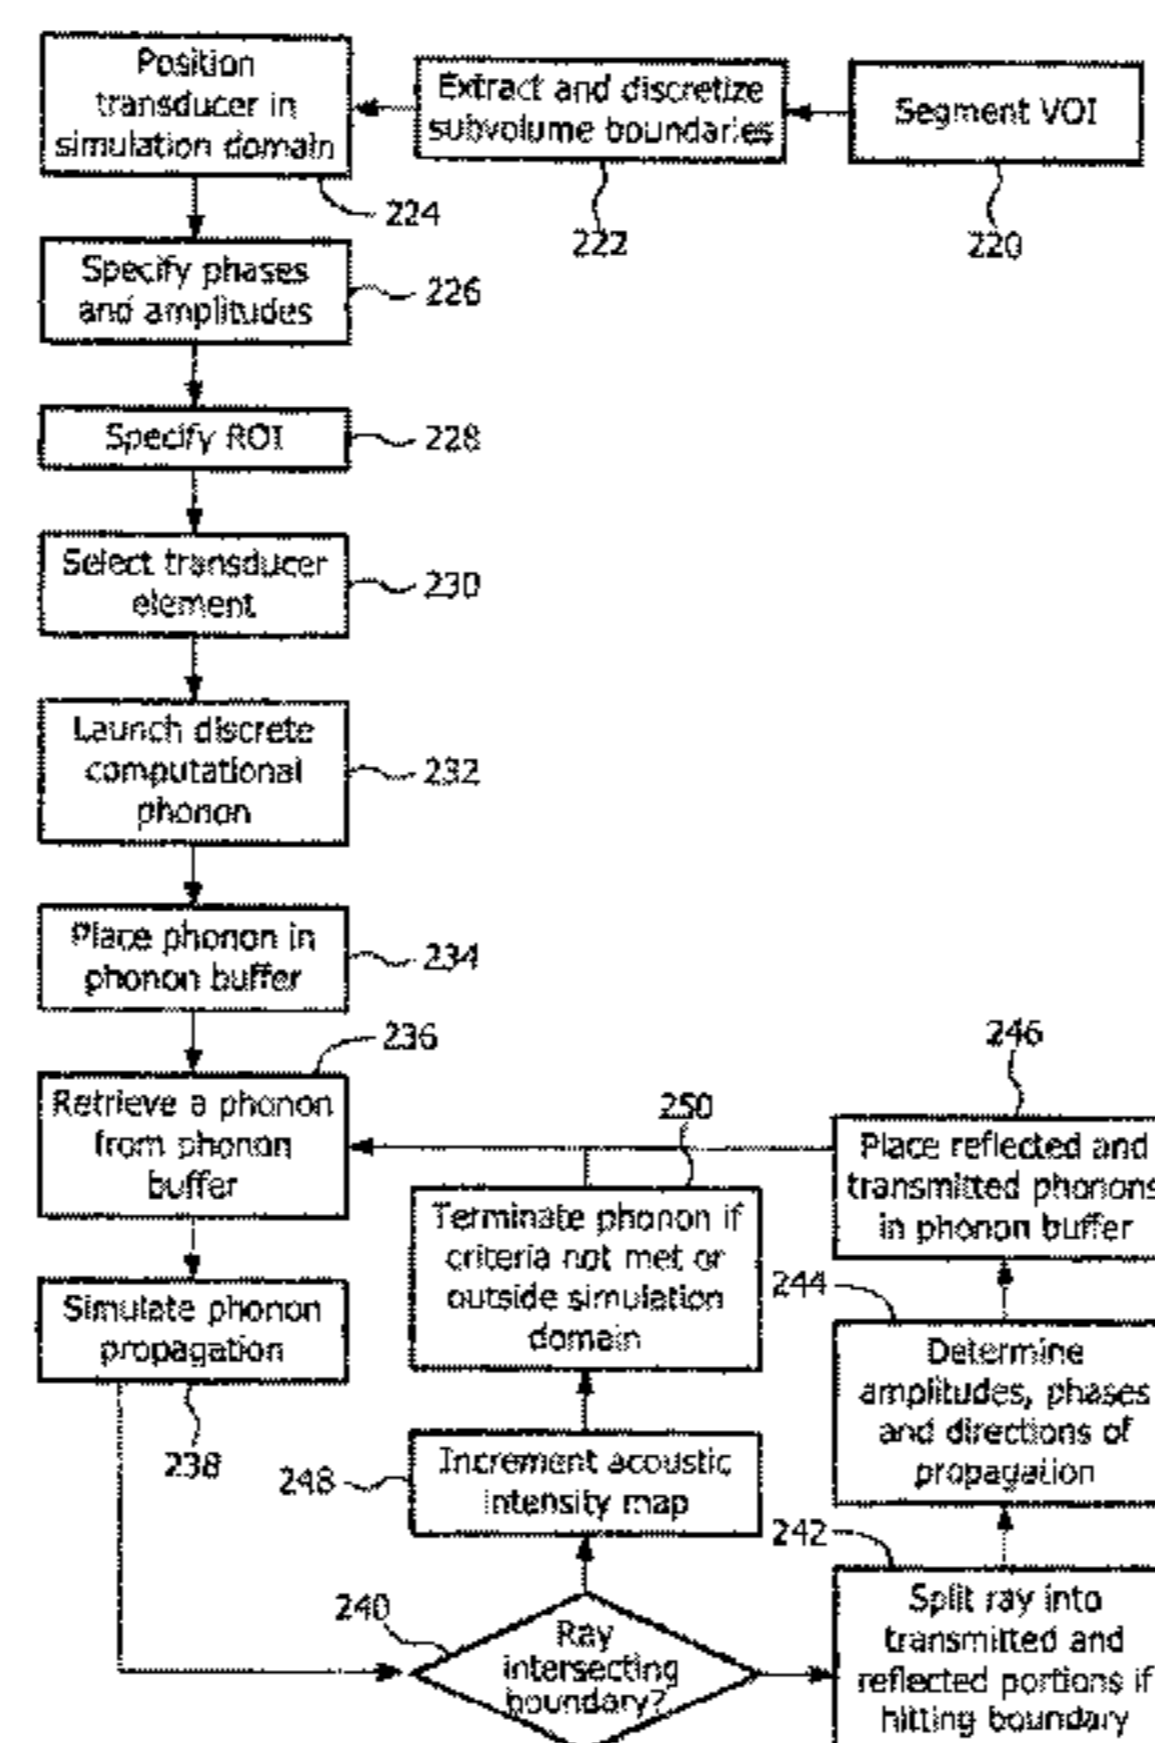 Segment VOI
220
Extract and discretize
subvolume boundaries
222
Position
transducer in
simulation domain
224
Specify phases
and amplitudes
226
Specify ROI
228
Select transducer
element
230
Launch discrete
computational
phonon
232
Place phonon in
phonon buffer
234
236
Retrieve a phonon
from phonon
buffer
Simulate phonon
propagation
238
240
Ray
intersecting
boundary?
242
Split ray into
transmitted and
reflected portions if
hitting boundary
244
Determine
amplitudes, phases
and directions of
propagation
246
Place reflected and
transmitted phonons
in phonon buffer
248
Increment acoustic
intensity map
250
Terminate phonon if
criteria not met or
outside simulation
domain